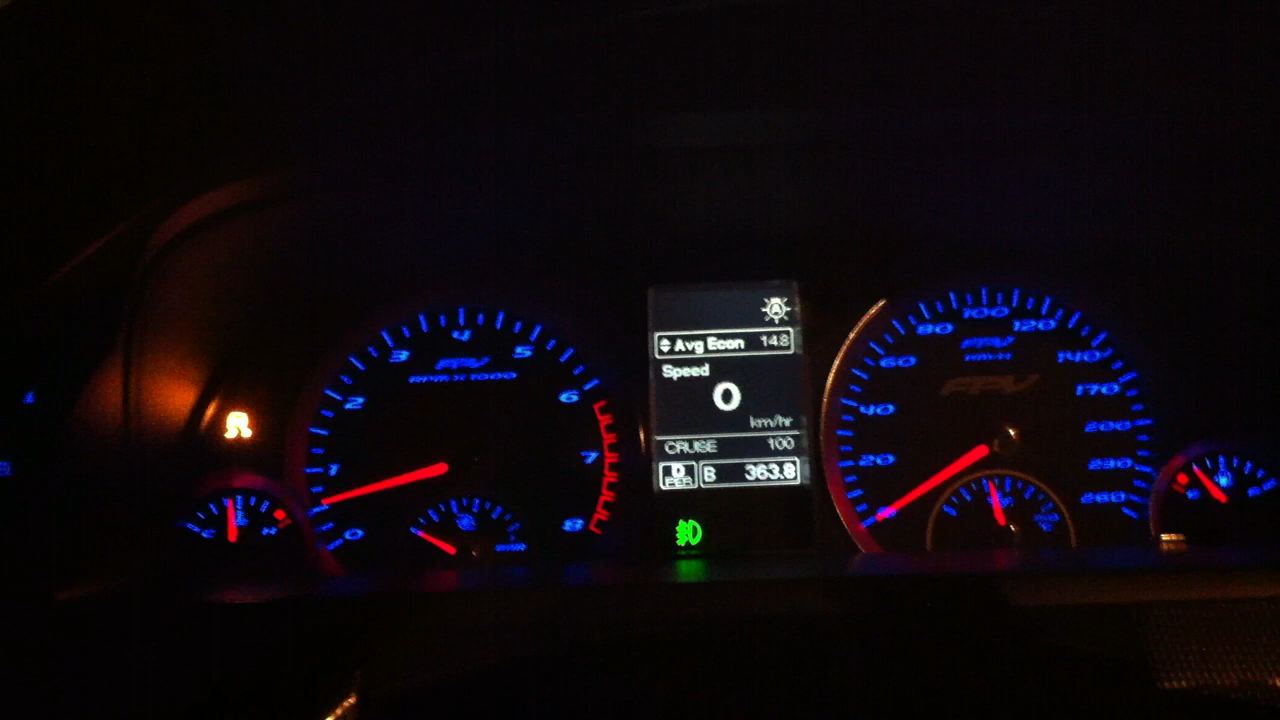 0
1
2
3
4
5
6
7
8
FPV
RPM X 1000
C
H
A
Avg Econ 14.8
Speed
0
km/hr
CRUISE 100
D
PER
B 363.8
0
20
40
60
80
100
120
140
170
200
230
260
FPV
KM/H
FPV
E